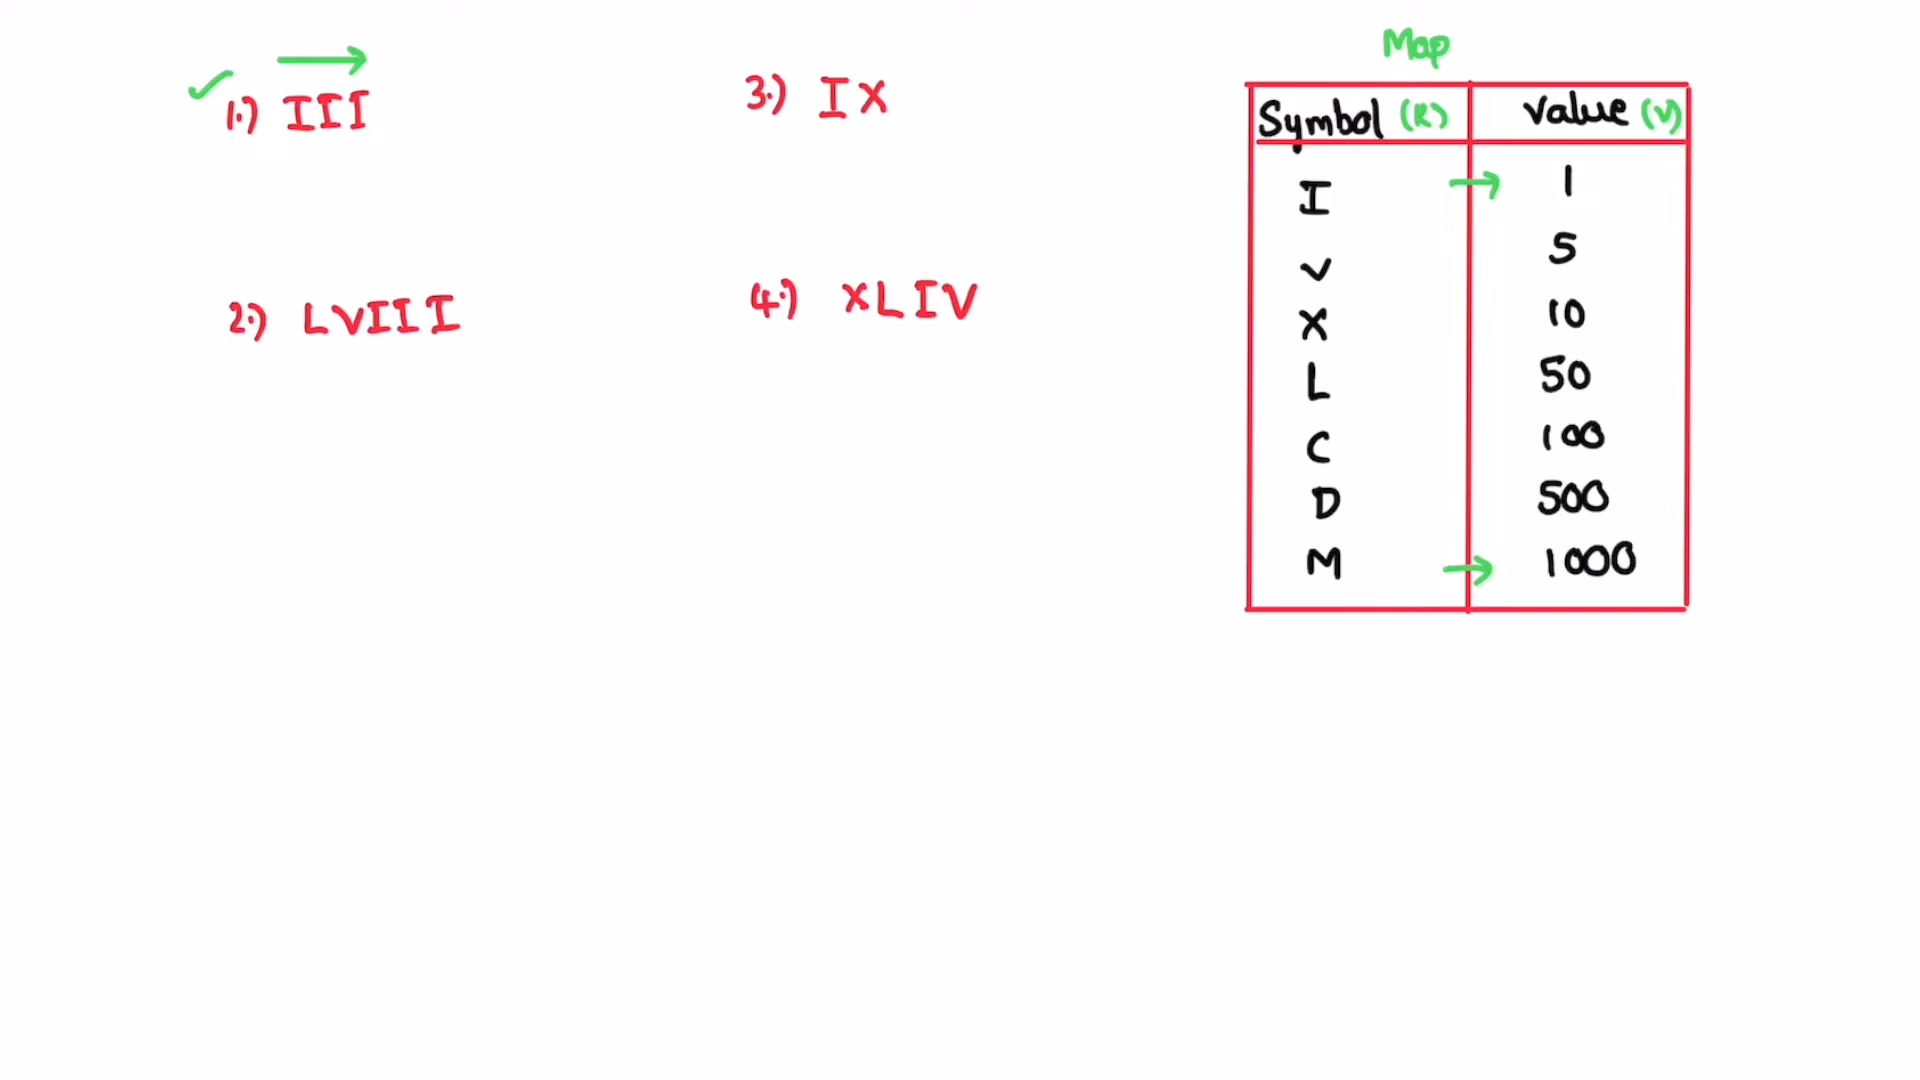 1.) III
2.) LVIII
3.) IX
4.) XLIV
Map
Symbol (K) Value (V)
I → 1
V 5
X 10
L 50
C 100
D 500
M → 1000